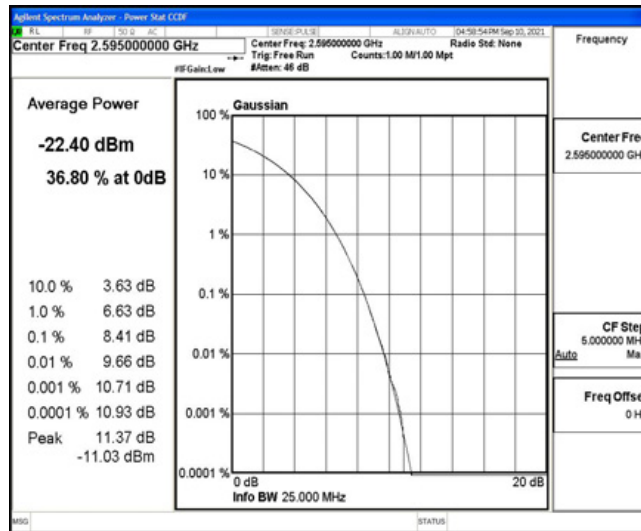 Agilent Spectrum Analyzer - Power Stat CCDF
RL RF 50 Ω AC SENSE:PULSE ALIGN AUTO 04:58:54 PM Sep 10, 2021
Center Freq 2.595000000 GHz
Center Freq: 2.595000000 GHz Radio Std: None
Trig: Free Run Counts:1.00 M/1.00 Mpt
#IFGain:Low #Atten: 46 dB
Frequency
Average Power
-22.40 dBm
36.80 % at 0dB
10.0 % 3.63 dB
1.0 % 6.63 dB
0.1 % 8.41 dB
0.01 % 9.66 dB
0.001 % 10.71 dB
0.0001 % 10.93 dB
Peak 11.37 dB
-11.03 dBm
Gaussian
100 %
10 %
1 %
0.1 %
0.01 %
0.001 %
0.0001 %
0 dB 20 dB
Info BW 25.000 MHz
Center Fre
2.595000000 GH
CF Step
5.000000 MH
Auto Ma
Freq Offse
0 H
MSG STATUS